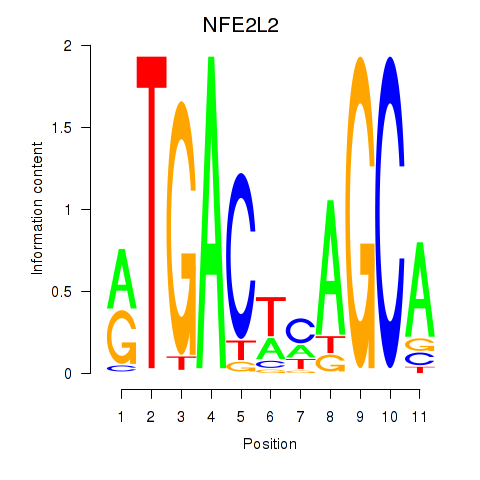 NFE2L2
Information content
2
1.5
1
0.5
0
A G C
T
G T
A
C T G
T A C G
C A T G
A T G
G
C
A G C T
1 2 3 4 5 6 7 8 9 10 11
Position